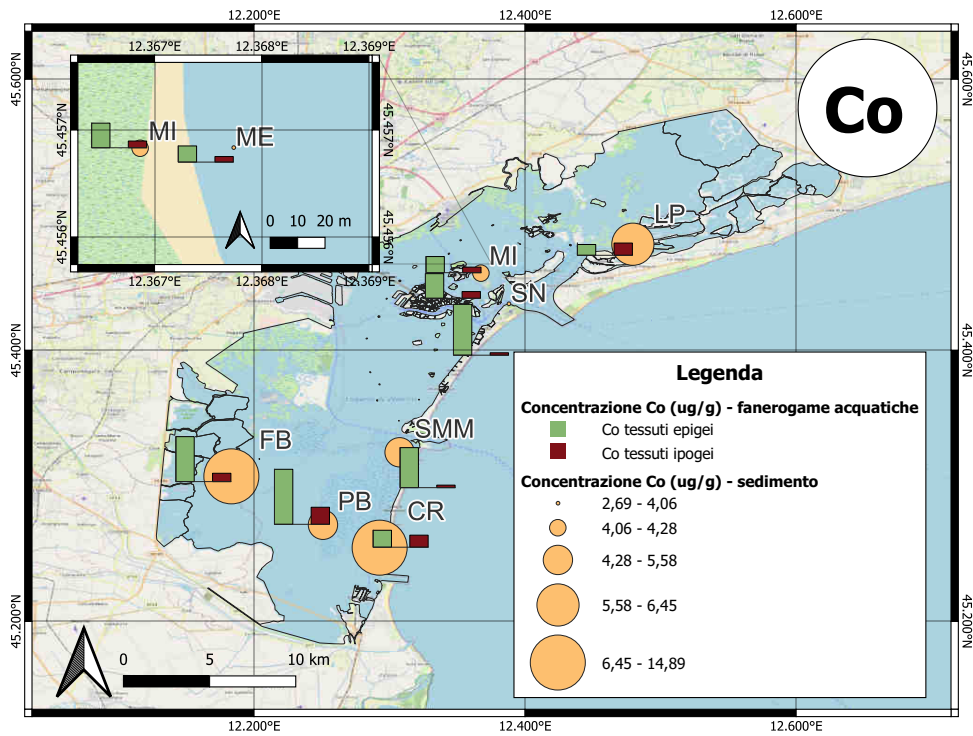 12.200°E
12.400°E
12.600°E
12.367°E
12.368°E
12.369°E
45.600°N
45.600°N
Co
45.457°N
45.457°N
MI
ME
0 10 20 m
45.456°N
45.456°N
12.367°E
12.368°E
12.369°E
LP
MI
SN
45.400°N
45.400°N
Legenda
Concentrazione Co (ug/g) - fanerogame acquatiche
Co tessuti epigei
Co tessuti ipogei
Concentrazione Co (ug/g) - sedimento
2,69 - 4,06
4,06 - 4,28
4,28 - 5,58
5,58 - 6,45
6,45 - 14,89
FB
SMM
PB
CR
45.200°N
45.200°N
0 5 10 km
12.200°E
12.400°E
12.600°E